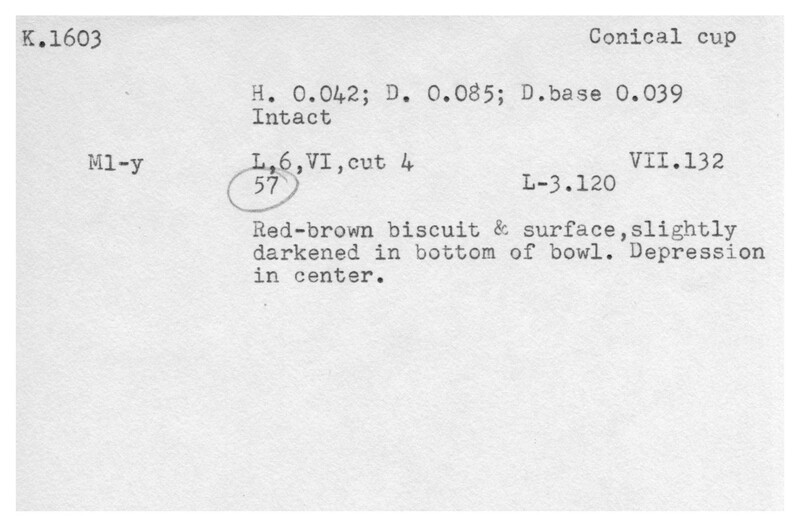 K.1603 Conical cup
H. 0.042; D. 0.085; D.base 0.039
Intact
Ml-y L,6,VI,cut 4 VII.132
57 L-3.120
Red-brown biscuit & surface,slightly
darkened in bottom of bowl. Depression
in center.